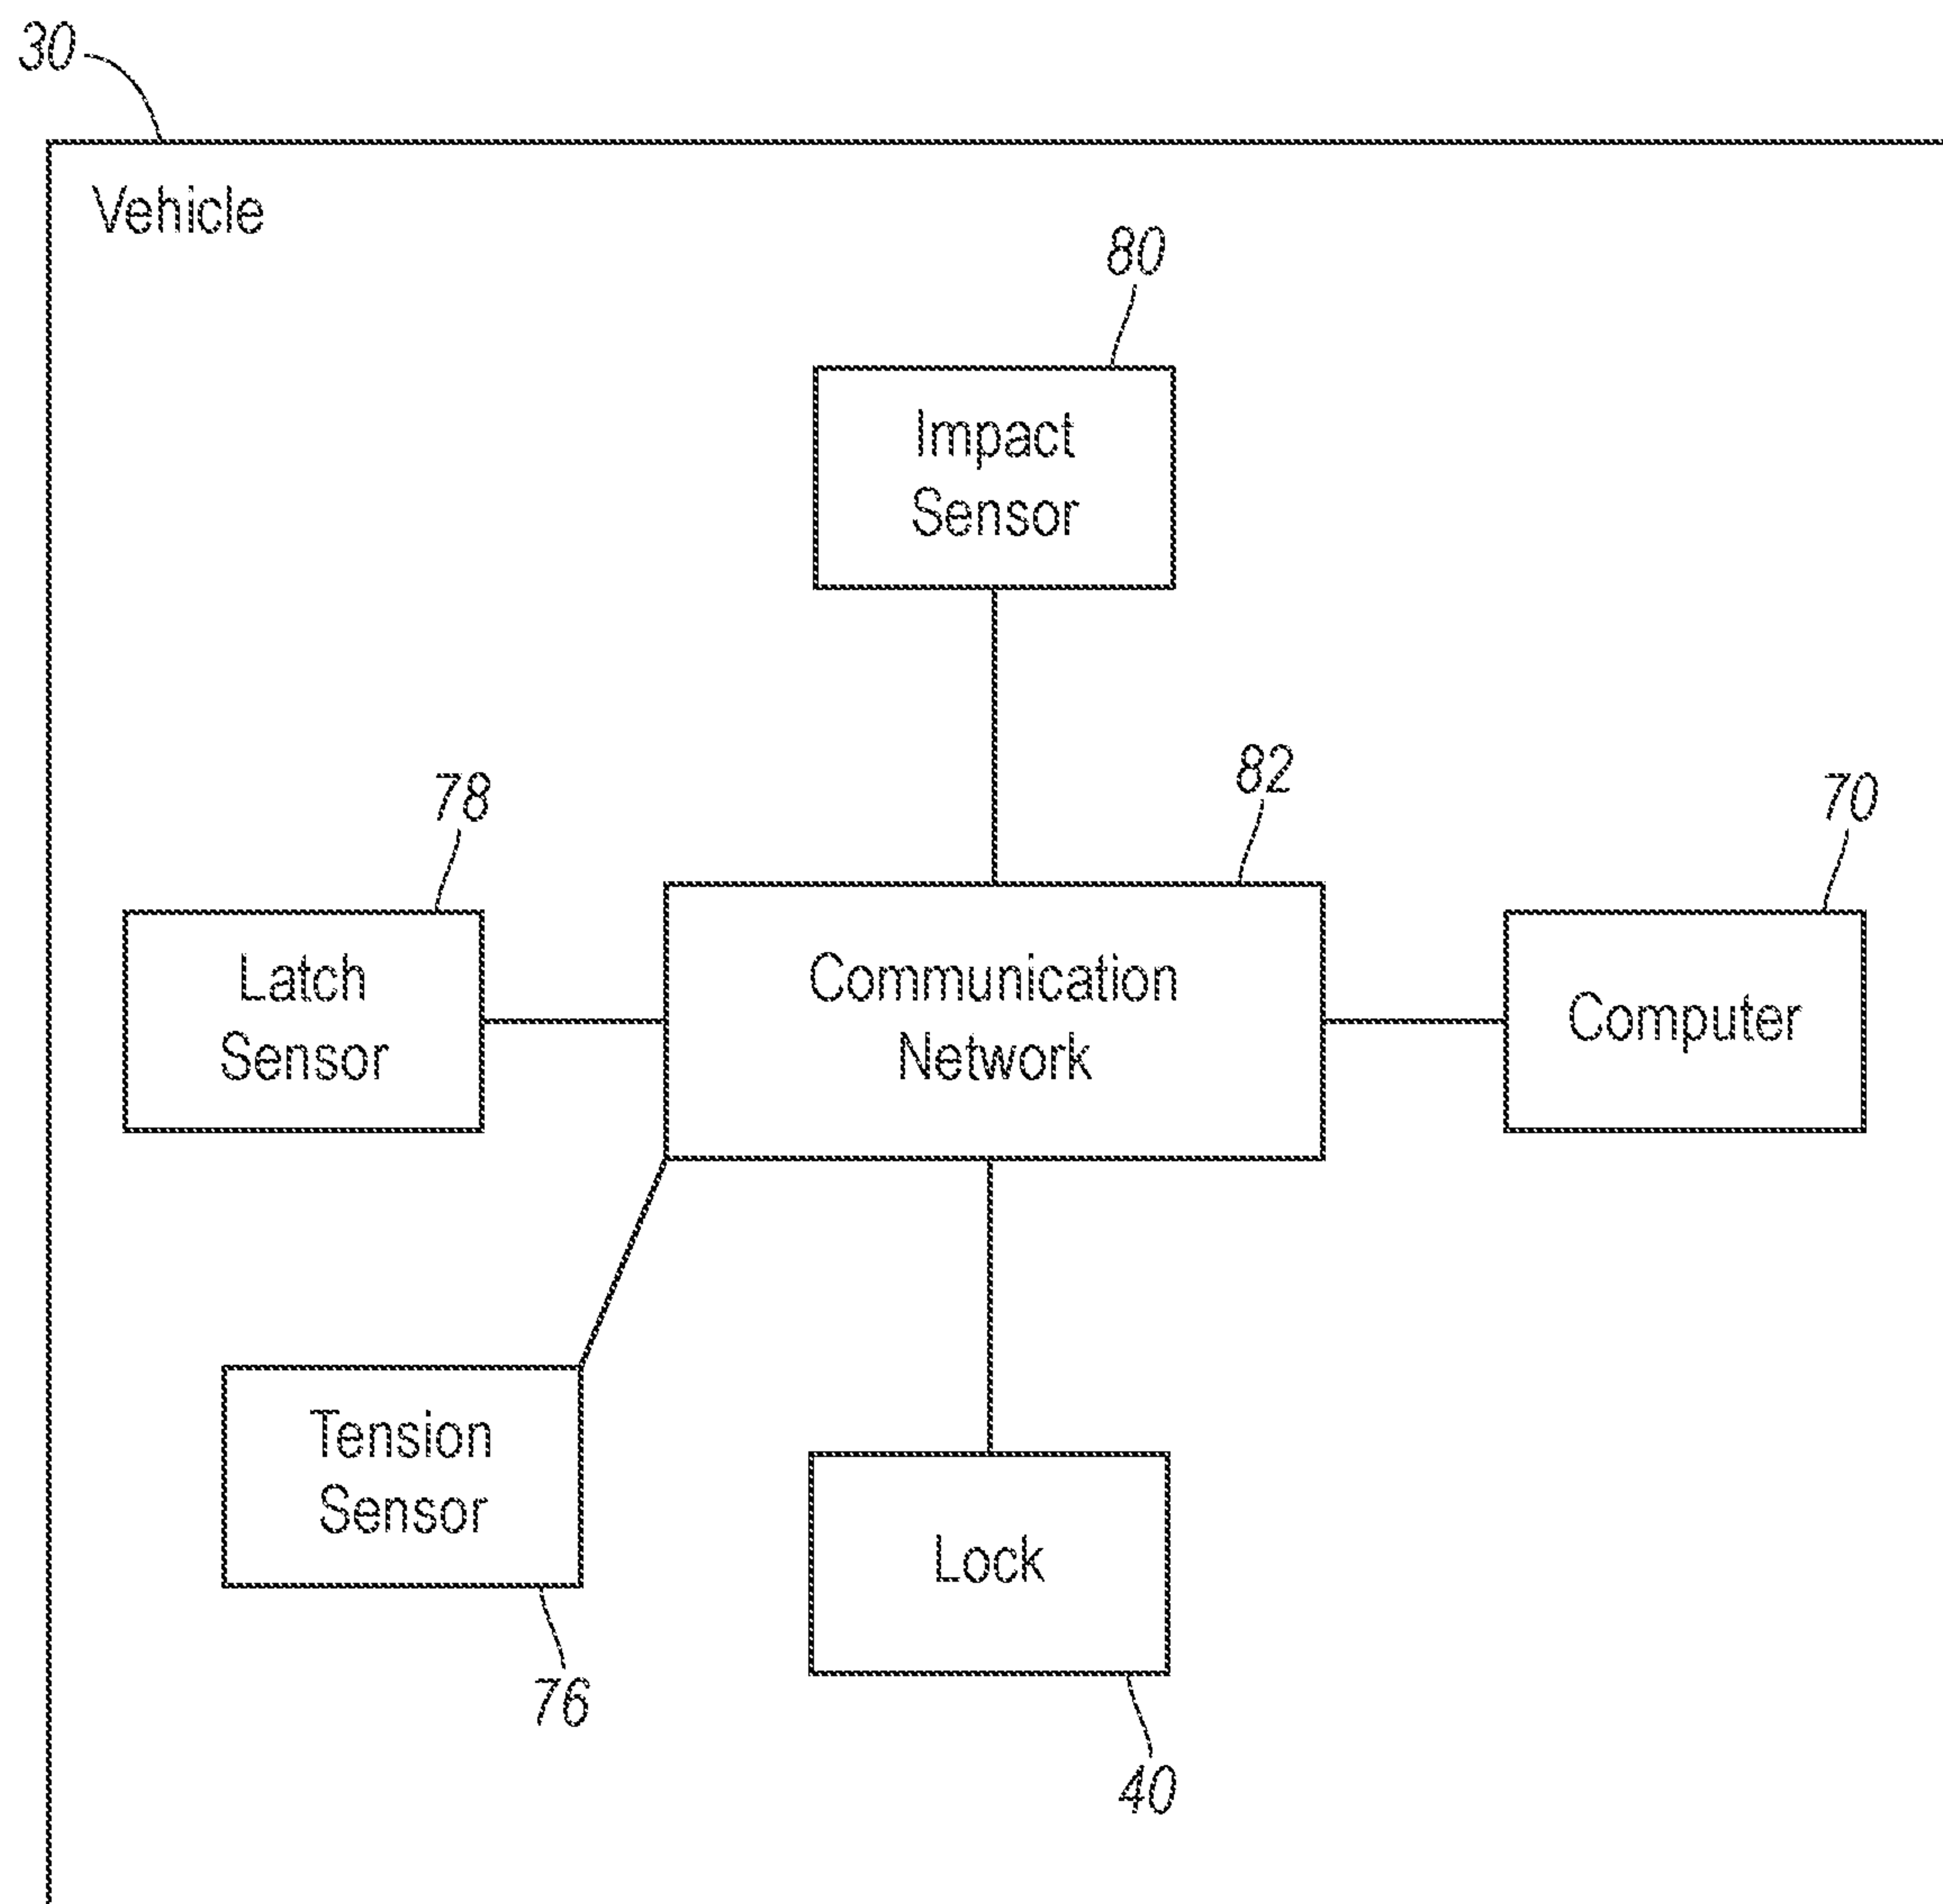 30
Vehicle
80
Impact
Sensor
78
82
70
Latch
Sensor
Communication
Network
Computer
Tension
Sensor
Lock
76
40